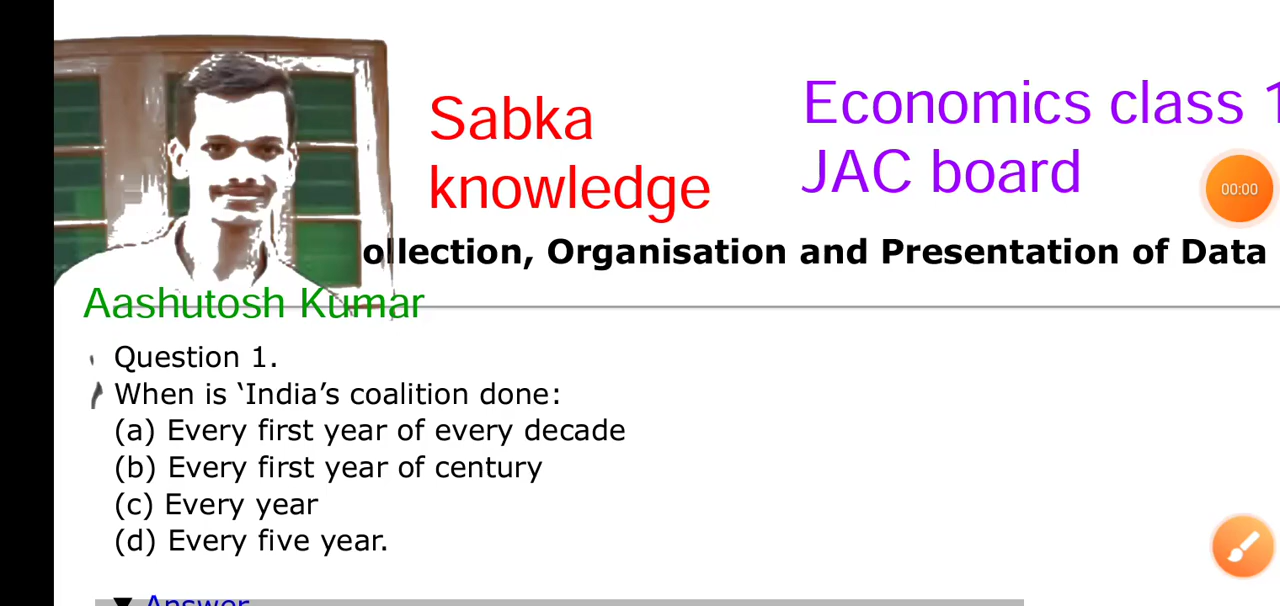 Sabka
knowledge
Economics class 1
JAC board
00:00
ollection, Organisation and Presentation of Data
Aashutosh Kumar
Question 1.
When is ‘India’s coalition done:
(a) Every first year of every decade
(b) Every first year of century
(c) Every year
(d) Every five year.
Answer